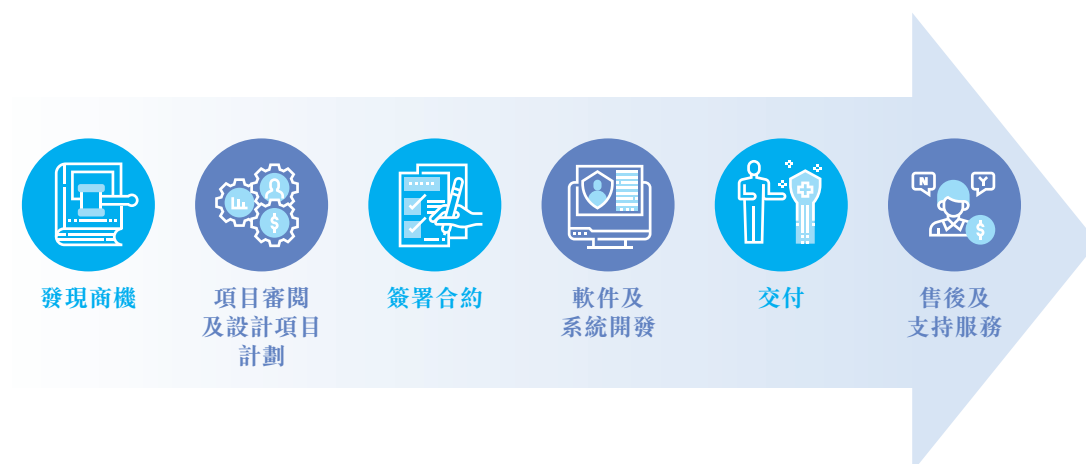 發現商機
項目審閱
及設計項目
計劃
簽署合約
軟件及
系統開發
交付
N
Y
售後及
支持服務